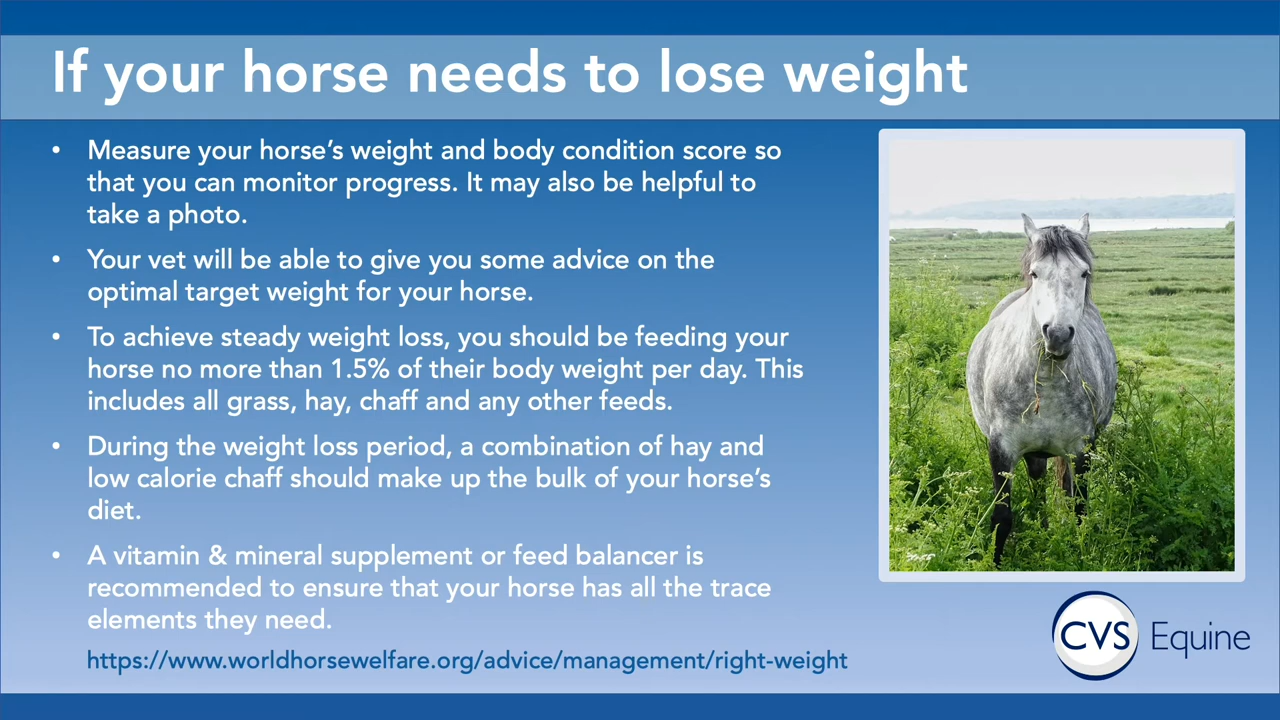 If your horse needs to lose weight
• Measure your horse's weight and body condition score so
that you can monitor progress. It may also be helpful to
take a photo.
• Your vet will be able to give you some advice on the
optimal target weight for your horse.
• To achieve steady weight loss, you should be feeding your
horse no more than 1.5% of their body weight per day. This
includes all grass, hay, chaff and any other feeds.
• During the weight loss period, a combination of hay and
low calorie chaff should make up the bulk of your horse's
diet.
• A vitamin & mineral supplement or feed balancer is
recommended to ensure that your horse has all the trace
elements they need.
https://www.worldhorsewelfare.org/advice/management/right-weight
CVS Equine